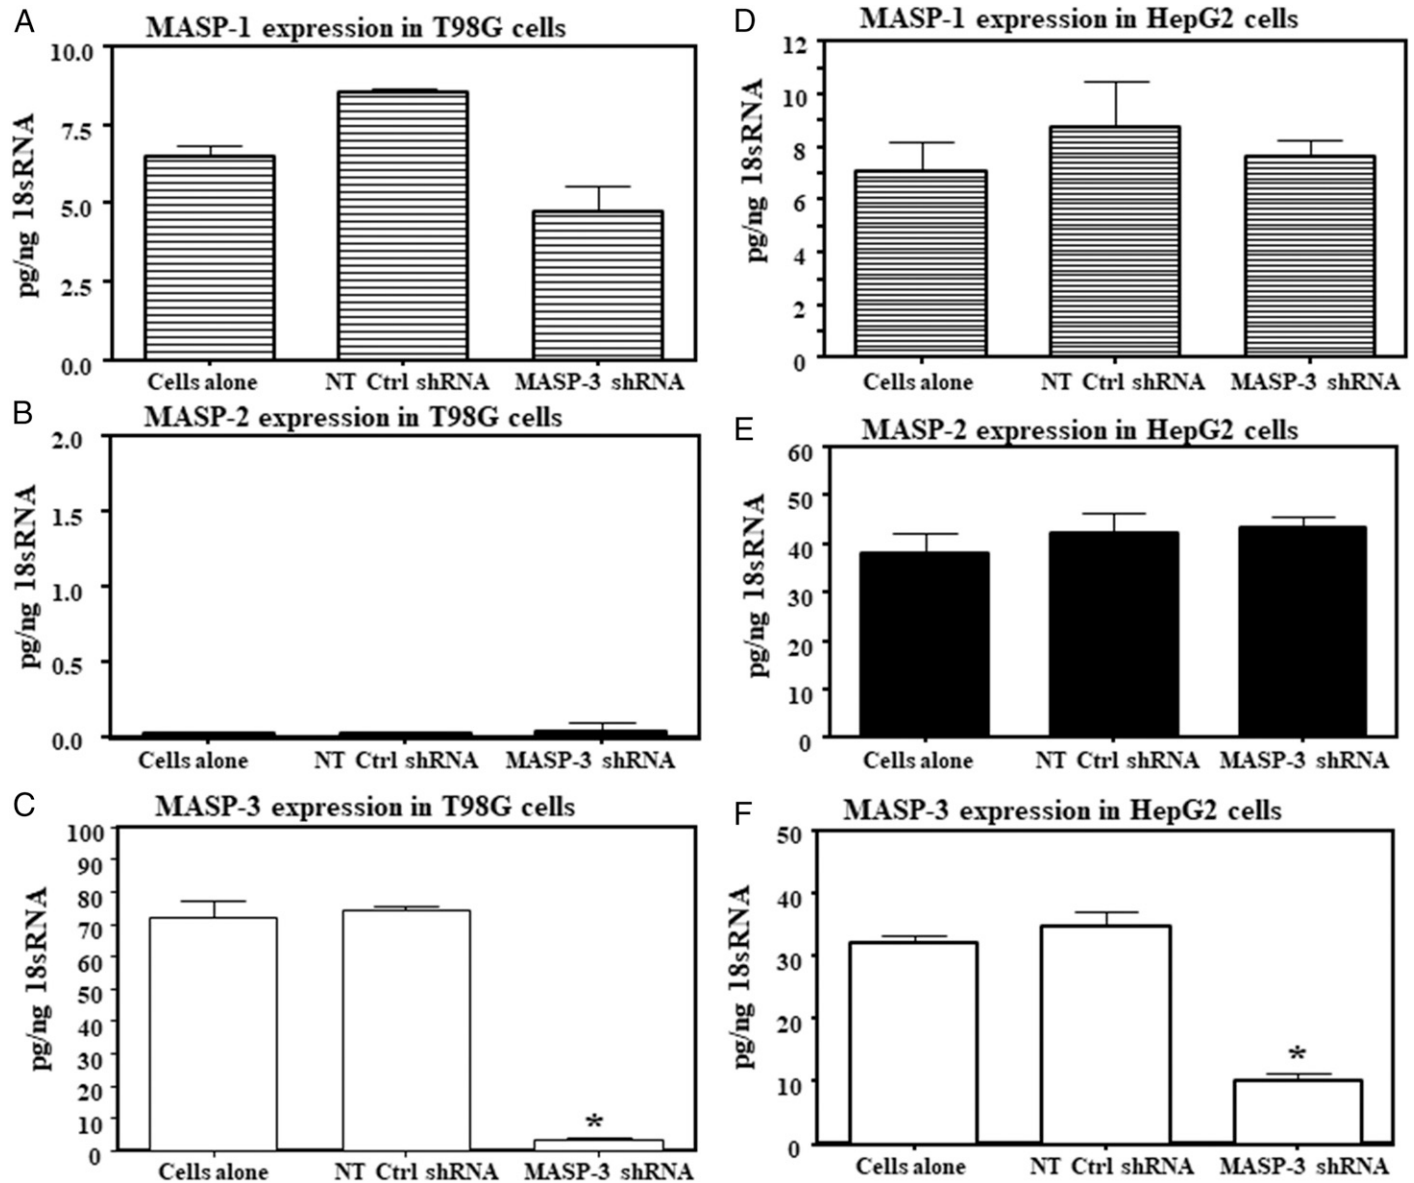 A
MASP-1 expression in T98G cells
10.0
7.5
5.0
2.5
0.0
pg/ng 18sRNA
Cells alone
NT Ctrl shRNA
MASP-3 shRNA
B
MASP-2 expression in T98G cells
2.0
1.5
1.0
0.5
0.0
pg/ng 18sRNA
Cells alone
NT Ctrl shRNA
MASP-3 shRNA
C
MASP-3 expression in T98G cells
100
90
80
70
60
50
40
30
20
10
0
pg/ng 18sRNA
*
Cells alone
NT Ctrl shRNA
MASP-3 shRNA
D
MASP-1 expression in HepG2 cells
12
10
8
6
4
2
0
pg/ng 18sRNA
Cells alone
NT Ctrl shRNA
MASP-3 shRNA
E
MASP-2 expression in HepG2 cells
60
50
40
30
20
10
0
pg/ng 18sRNA
Cells alone
NT Ctrl shRNA
MASP-3 shRNA
F
MASP-3 expression in HepG2 cells
50
40
30
20
10
0
pg/ng 18sRNA
*
Cells alone
NT Ctrl shRNA
MASP-3 shRNA